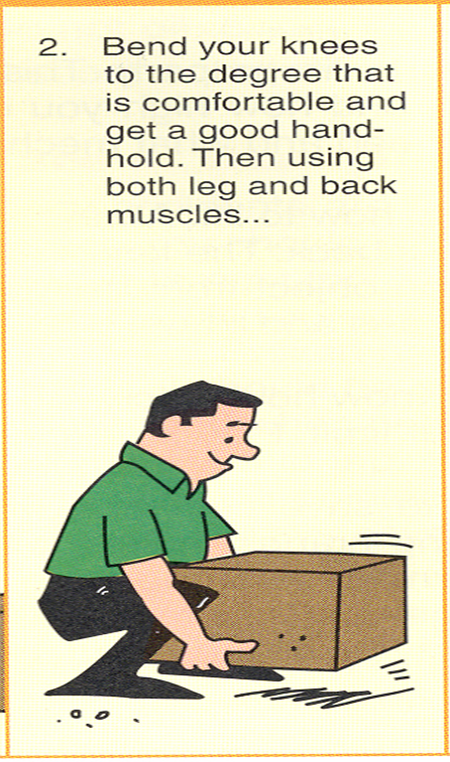 2. Bend your knees
to the degree that
is comfortable and
get a good hand-
hold. Then using
both leg and back
muscles...